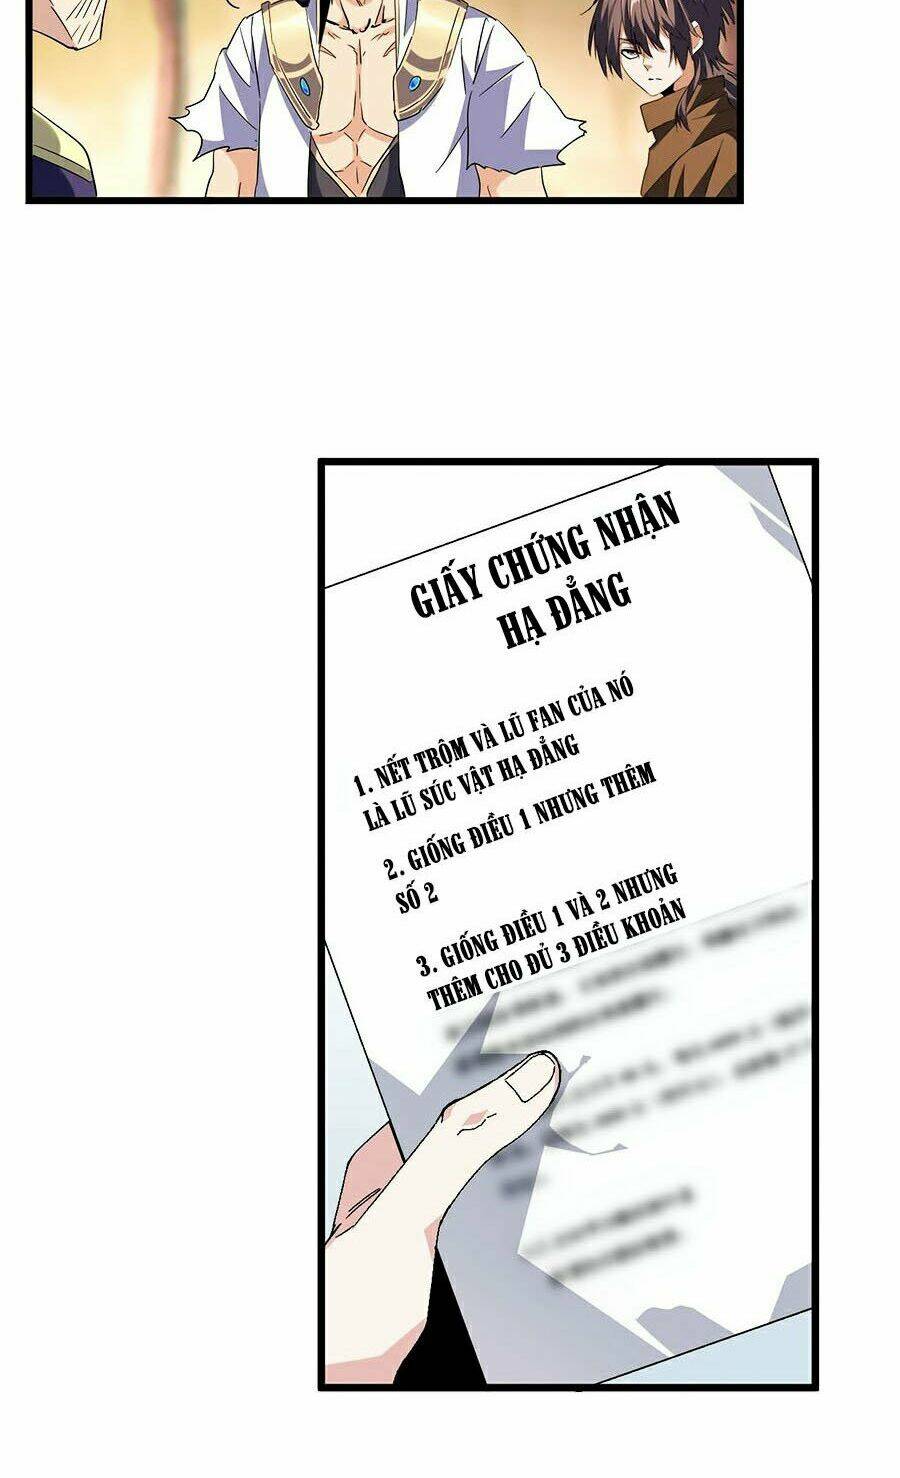 GIẤY CHỨNG NHẬN
HẠ ĐẲNG
1. NẾT TRỘM VÀ LŨ FAN CỦA NÓ
LÀ LŨ SÚC VẬT HẠ ĐẲNG
2. GIỐNG ĐIỀU 1 NHƯNG THÊM
SỐ 2
3. GIỐNG ĐIỀU 1 VÀ 2 NHƯNG
THÊM CHO ĐỦ 3 ĐIỀU KHOẢN